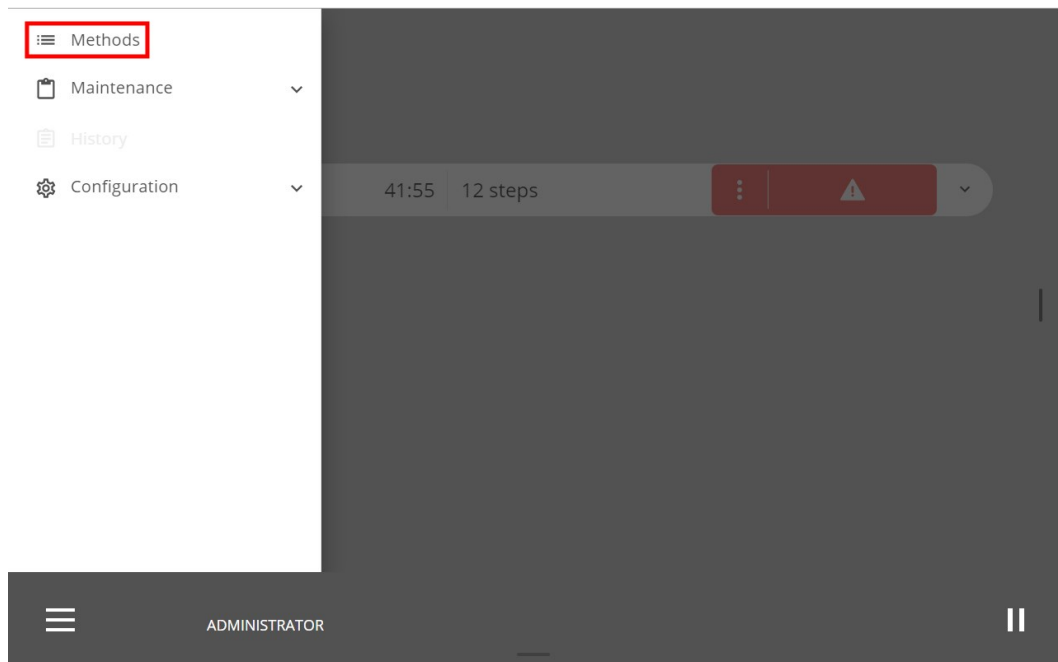 Methods
Maintenance
History
Configuration
41:55 12 steps
ADMINISTRATOR